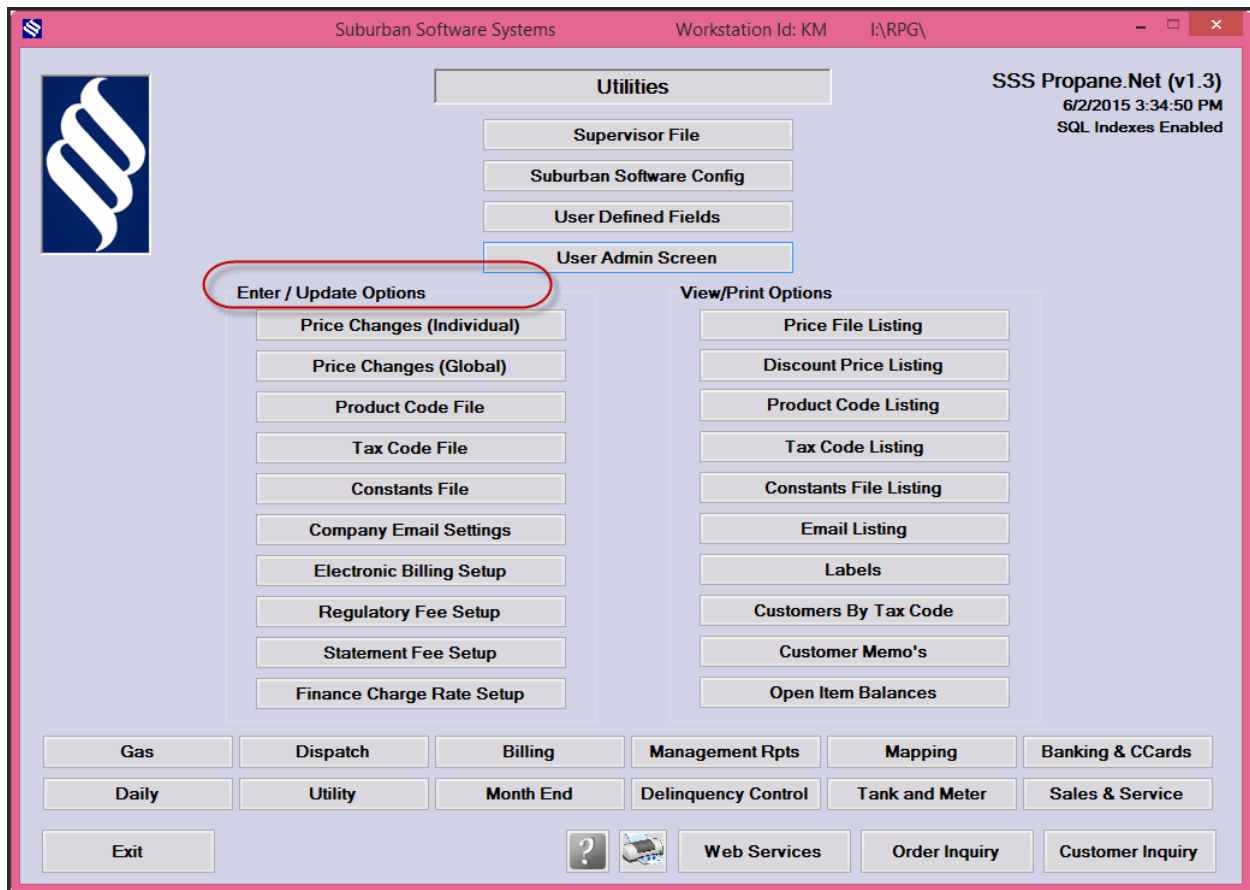 Suburban Software Systems Workstation Id: KM I:\RPG\
Utilities
SSS Propane.Net (v1.3)
6/2/2015 3:34:50 PM
SQL Indexes Enabled
Supervisor File
Suburban Software Config
User Defined Fields
User Admin Screen
Enter / Update Options
Price Changes (Individual)
Price Changes (Global)
Product Code File
Tax Code File
Constants File
Company Email Settings
Electronic Billing Setup
Regulatory Fee Setup
Statement Fee Setup
Finance Charge Rate Setup
View/Print Options
Price File Listing
Discount Price Listing
Product Code Listing
Tax Code Listing
Constants File Listing
Email Listing
Labels
Customers By Tax Code
Customer Memo's
Open Item Balances
Gas Dispatch Billing Management Rpts Mapping Banking & CCards
Daily Utility Month End Delinquency Control Tank and Meter Sales & Service
Exit ? Web Services Order Inquiry Customer Inquiry